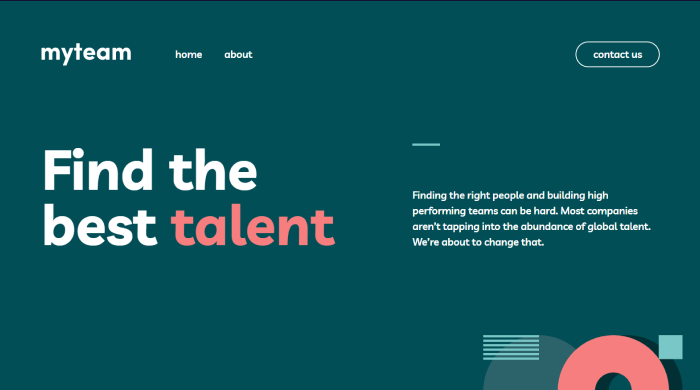 myteam
home
about
contact us
Find the
best talent
Finding the right people and building high
performing teams can be hard. Most companies
aren't tapping into the abundance of global talent.
We're about to change that.